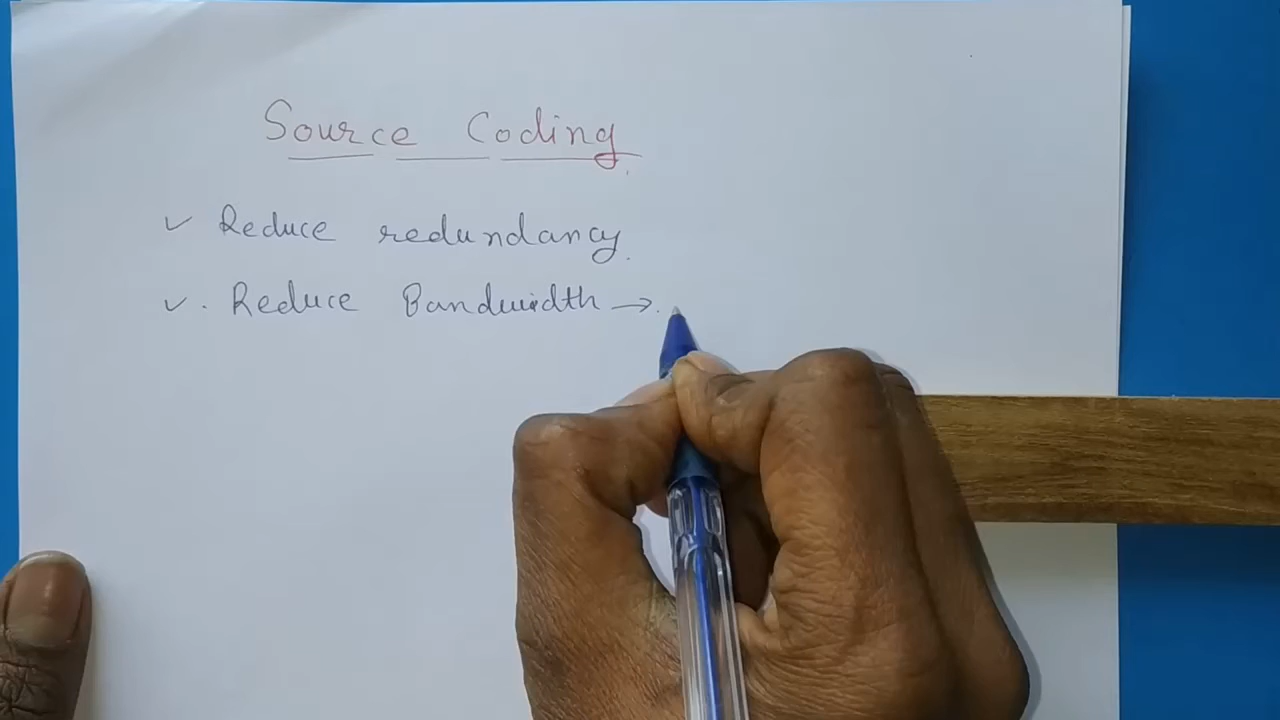 Source Coding
✓ Reduce redundancy.
✓. Reduce Bandwidth →.